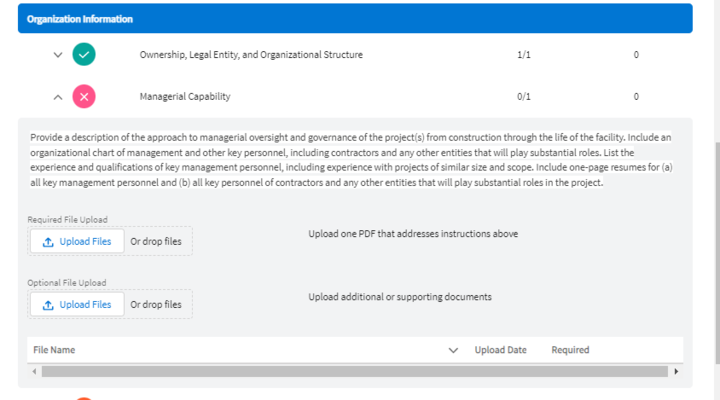 Organization Information
Ownership, Legal Entity, and Organizational Structure 1/1 0
Managerial Capability 0/1 0
Provide a description of the approach to managerial oversight and governance of the project(s) from construction through the life of the facility. Include an
organizational chart of management and other key personnel, including contractors and any other entities that will play substantial roles. List the
experience and qualifications of key management personnel, including experience with projects of similar size and scope. Include one-page resumes for (a)
all key management personnel and (b) all key personnel of contractors and any other entities that will play substantial roles in the project.
Required File Upload
Upload Files Or drop files Upload one PDF that addresses instructions above
Optional File Upload
Upload Files Or drop files Upload additional or supporting documents
File Name Upload Date Required